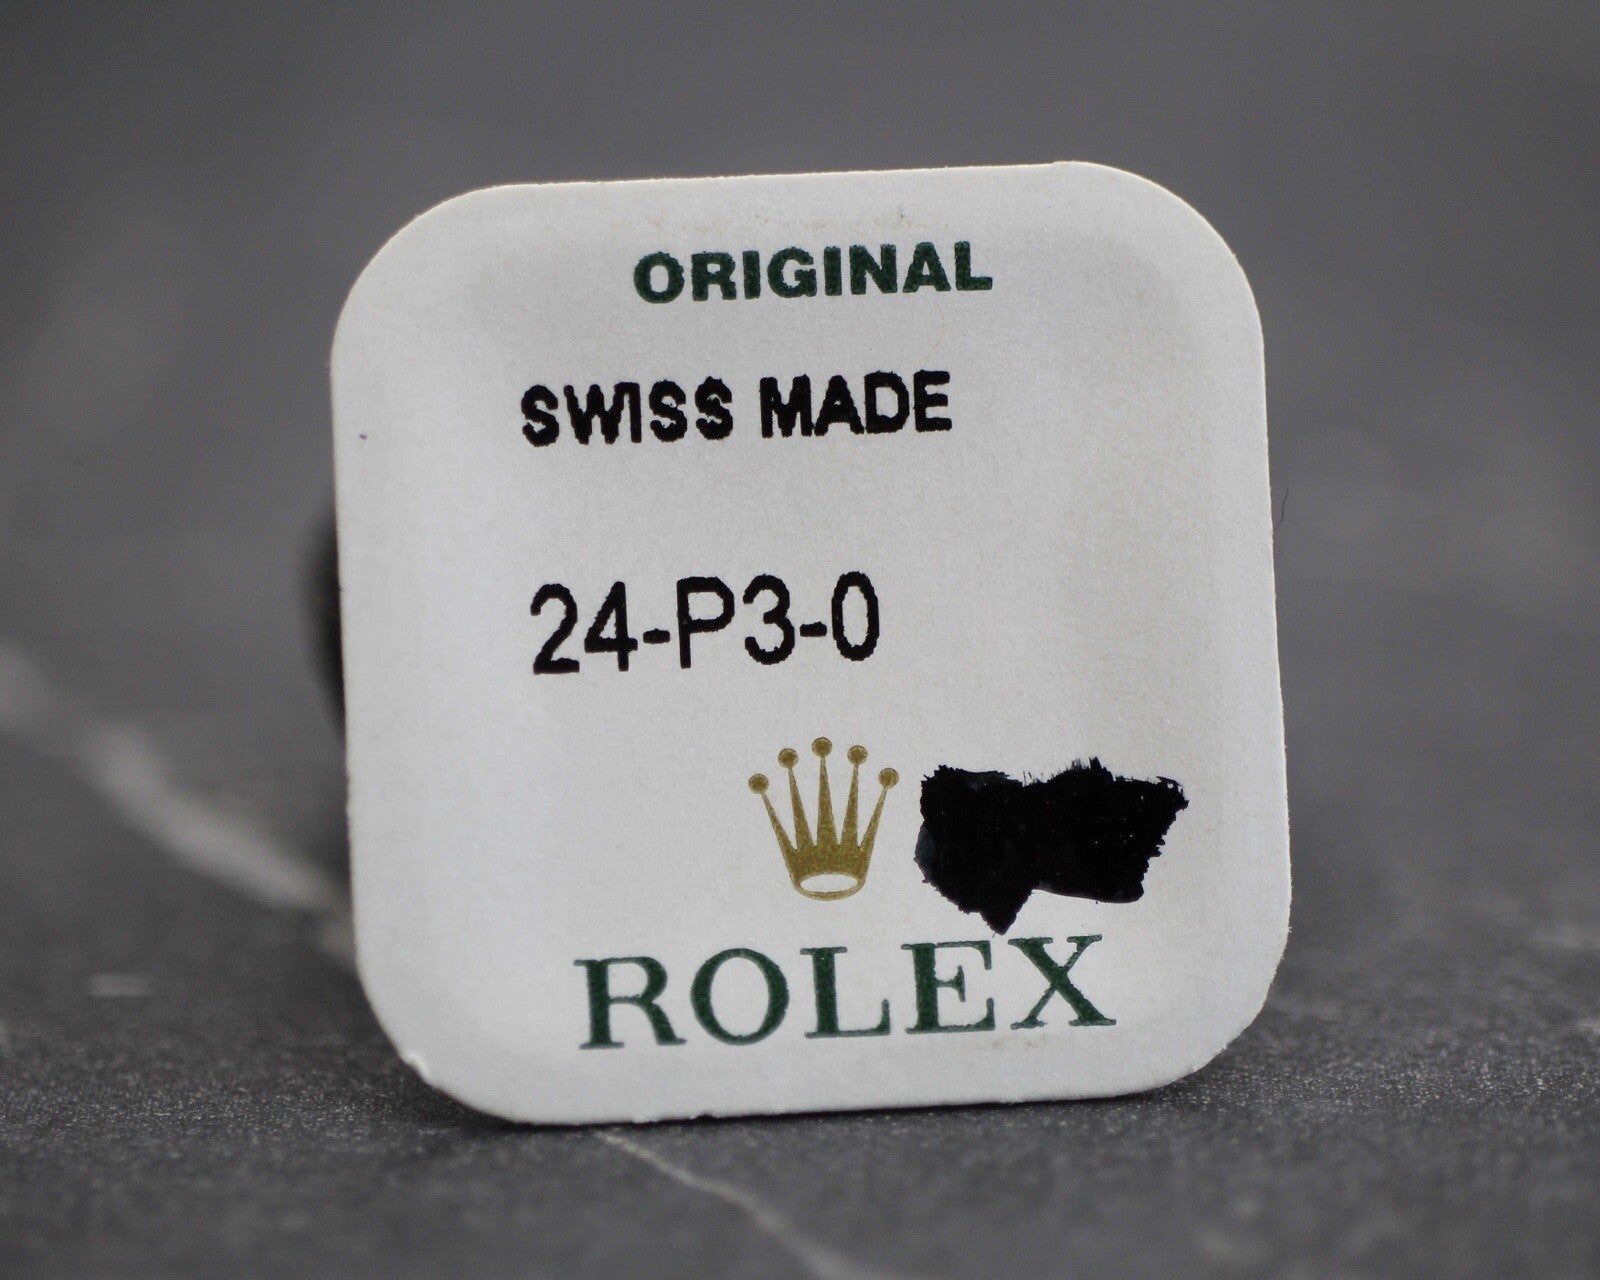 ORIGINAL
SWISS MADE
24-P3-0
ROLEX